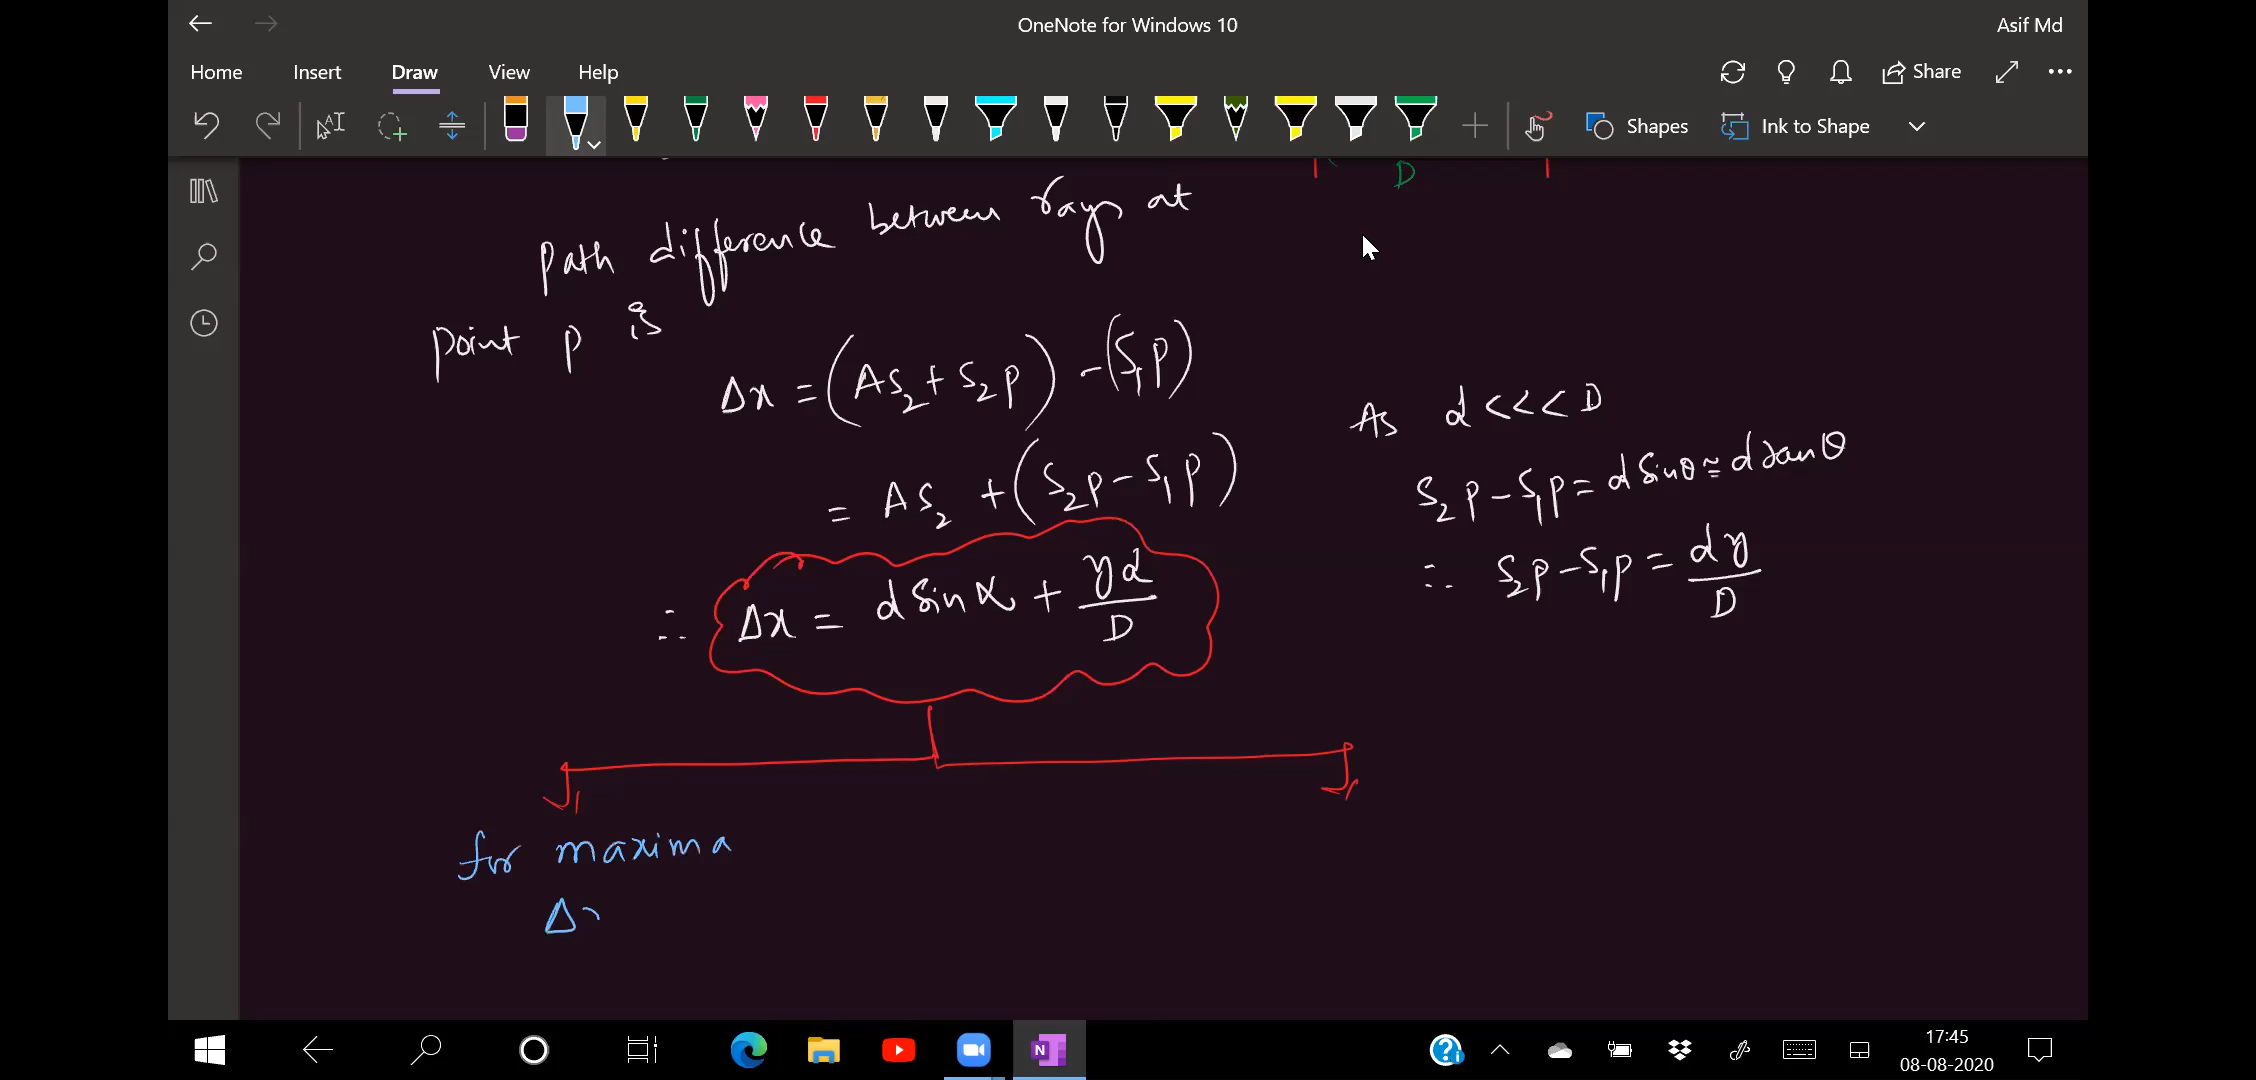 OneNote for Windows 10
Asif Md
Home Insert Draw View Help
Share
Shapes
Ink to Shape
D
Path difference between rays at
point p is
Δx = (AS₂ + S₂p) - (S₁p)
= AS₂ + (S₂p - S₁p)
∴ Δx = d sin α + yd/D
As d <<< D
S₂p - S₁p = d sinθ ≈ d tanθ
∴ S₂p - S₁p = dy/D
for maxima
Δ
17:45
08-08-2020